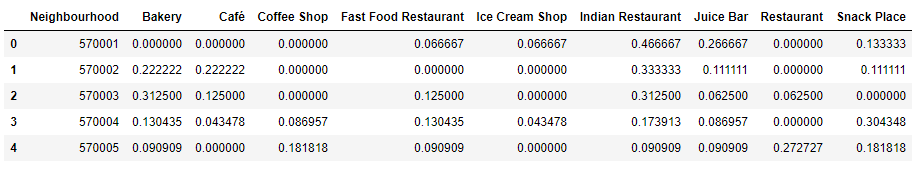 Neighbourhood Bakery Café Coffee Shop Fast Food Restaurant Ice Cream Shop Indian Restaurant Juice Bar Restaurant Snack Place
0 570001 0.000000 0.000000 0.000000 0.066667 0.066667 0.466667 0.266667 0.000000 0.133333
1 570002 0.222222 0.222222 0.000000 0.000000 0.000000 0.333333 0.111111 0.000000 0.111111
2 570003 0.312500 0.125000 0.000000 0.125000 0.000000 0.312500 0.062500 0.062500 0.000000
3 570004 0.130435 0.043478 0.086957 0.130435 0.043478 0.173913 0.086957 0.000000 0.304348
4 570005 0.090909 0.000000 0.181818 0.090909 0.000000 0.090909 0.090909 0.272727 0.181818